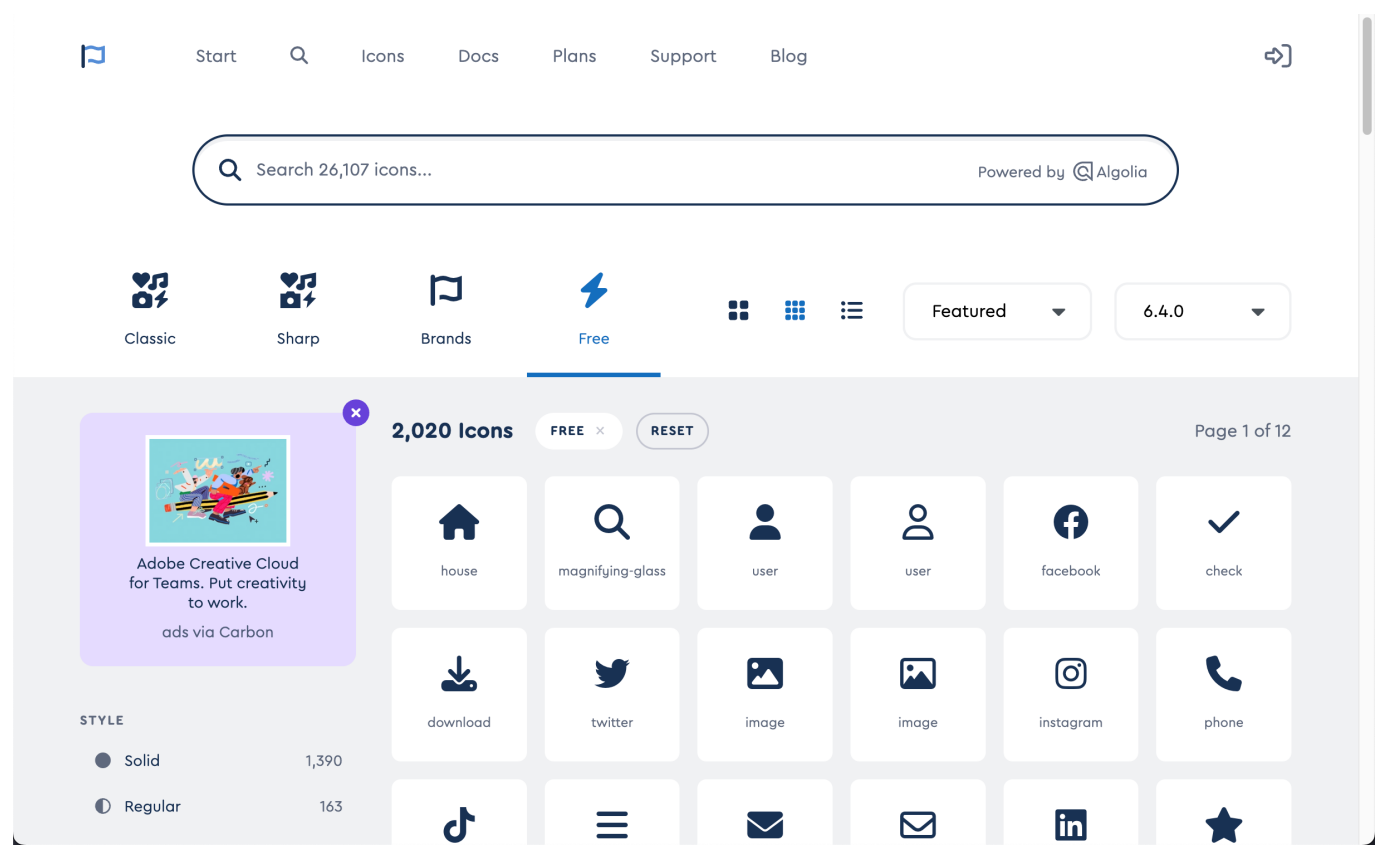 Start
Icons
Docs
Plans
Support
Blog
Search 26,107 icons...
Powered by Algolia
Classic
Sharp
Brands
Free
Featured
6.4.0
2,020 Icons
FREE ×
RESET
Page 1 of 12
Adobe Creative Cloud
for Teams. Put creativity
to work.
ads via Carbon
house
magnifying-glass
user
user
facebook
check
download
twitter
image
image
instagram
phone
STYLE
Solid 1,390
Regular 163
in